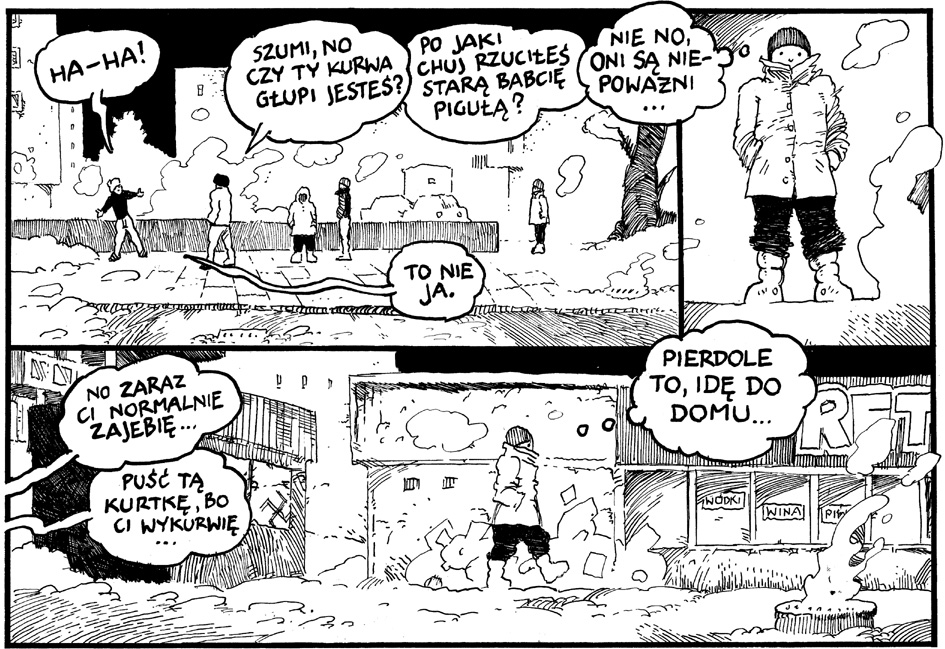 HA-HA!
SZUMI, NO
CZY TY KURWA
GŁUPI JESTEŚ?
PO JAKI
CHUJ RZUCIŁEŚ
STARĄ BABCIĘ
PIGUŁĄ?
NIE NO,
ONI SĄ NIE-
POWAŻNI
...
TO NIE
JA.
NO ZARAZ
CI NORMALNIE
ZAJEBIĘ...
PUŚĆ TĄ
KURTKĘ, BO
CI WYKURWIĘ
...
PIERDOLE
TO, IDĘ DO
DOMU...
WÓDKI
WINA